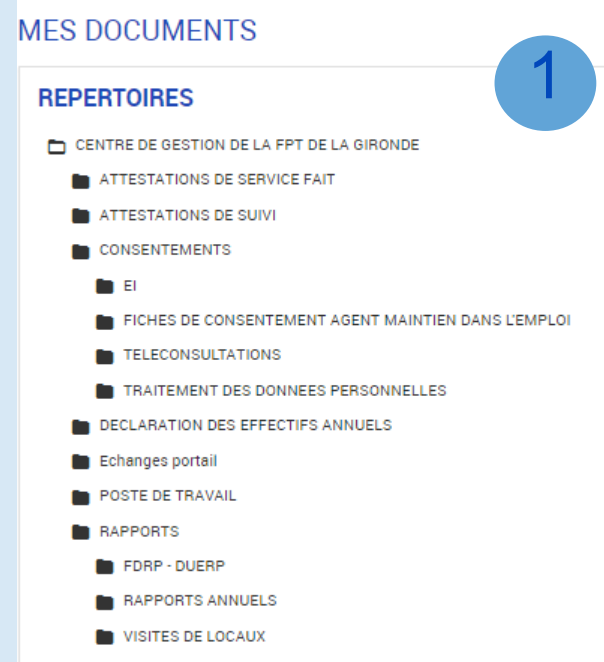 MES DOCUMENTS
1
REPERTOIRES
CENTRE DE GESTION DE LA FPT DE LA GIRONDE
ATTESTATIONS DE SERVICE FAIT
ATTESTATIONS DE SUIVI
CONSENTEMENTS
EI
FICHES DE CONSENTEMENT AGENT MAINTIEN DANS L'EMPLOI
TELECONSULTATIONS
TRAITEMENT DES DONNEES PERSONNELLES
DECLARATION DES EFFECTIFS ANNUELS
Echanges portail
POSTE DE TRAVAIL
RAPPORTS
FDRP - DUERP
RAPPORTS ANNUELS
VISITES DE LOCAUX